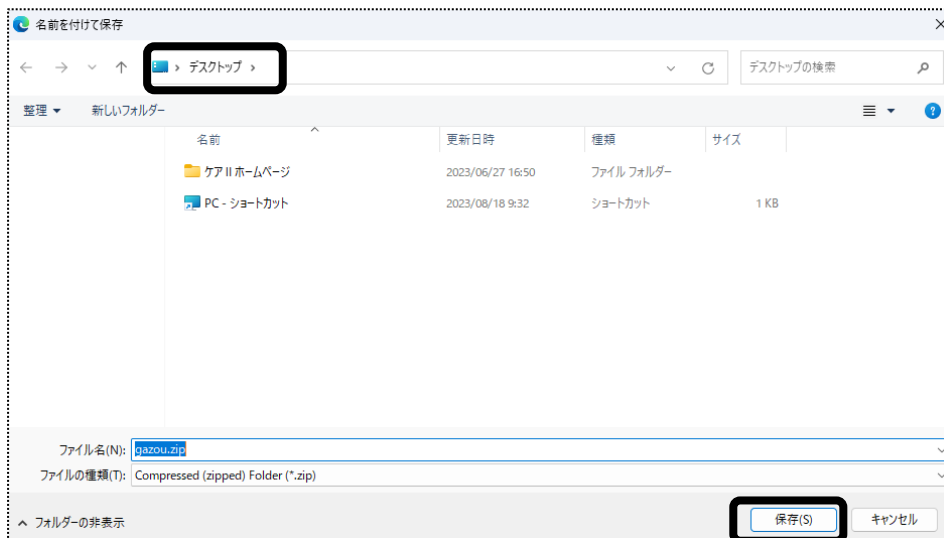 名前を付けて保存
デスクトップ
デスクトップの検索
整理 新しいフォルダー
名前 更新日時 種類 サイズ
ケア II ホームページ 2023/06/27 16:50 ファイル フォルダー
PC - ショートカット 2023/08/18 9:32 ショートカット 1 KB
ファイル名(N): gazou.zip
ファイルの種類(T): Compressed (zipped) Folder (*.zip)
フォルダーの非表示 保存(S) キャンセル